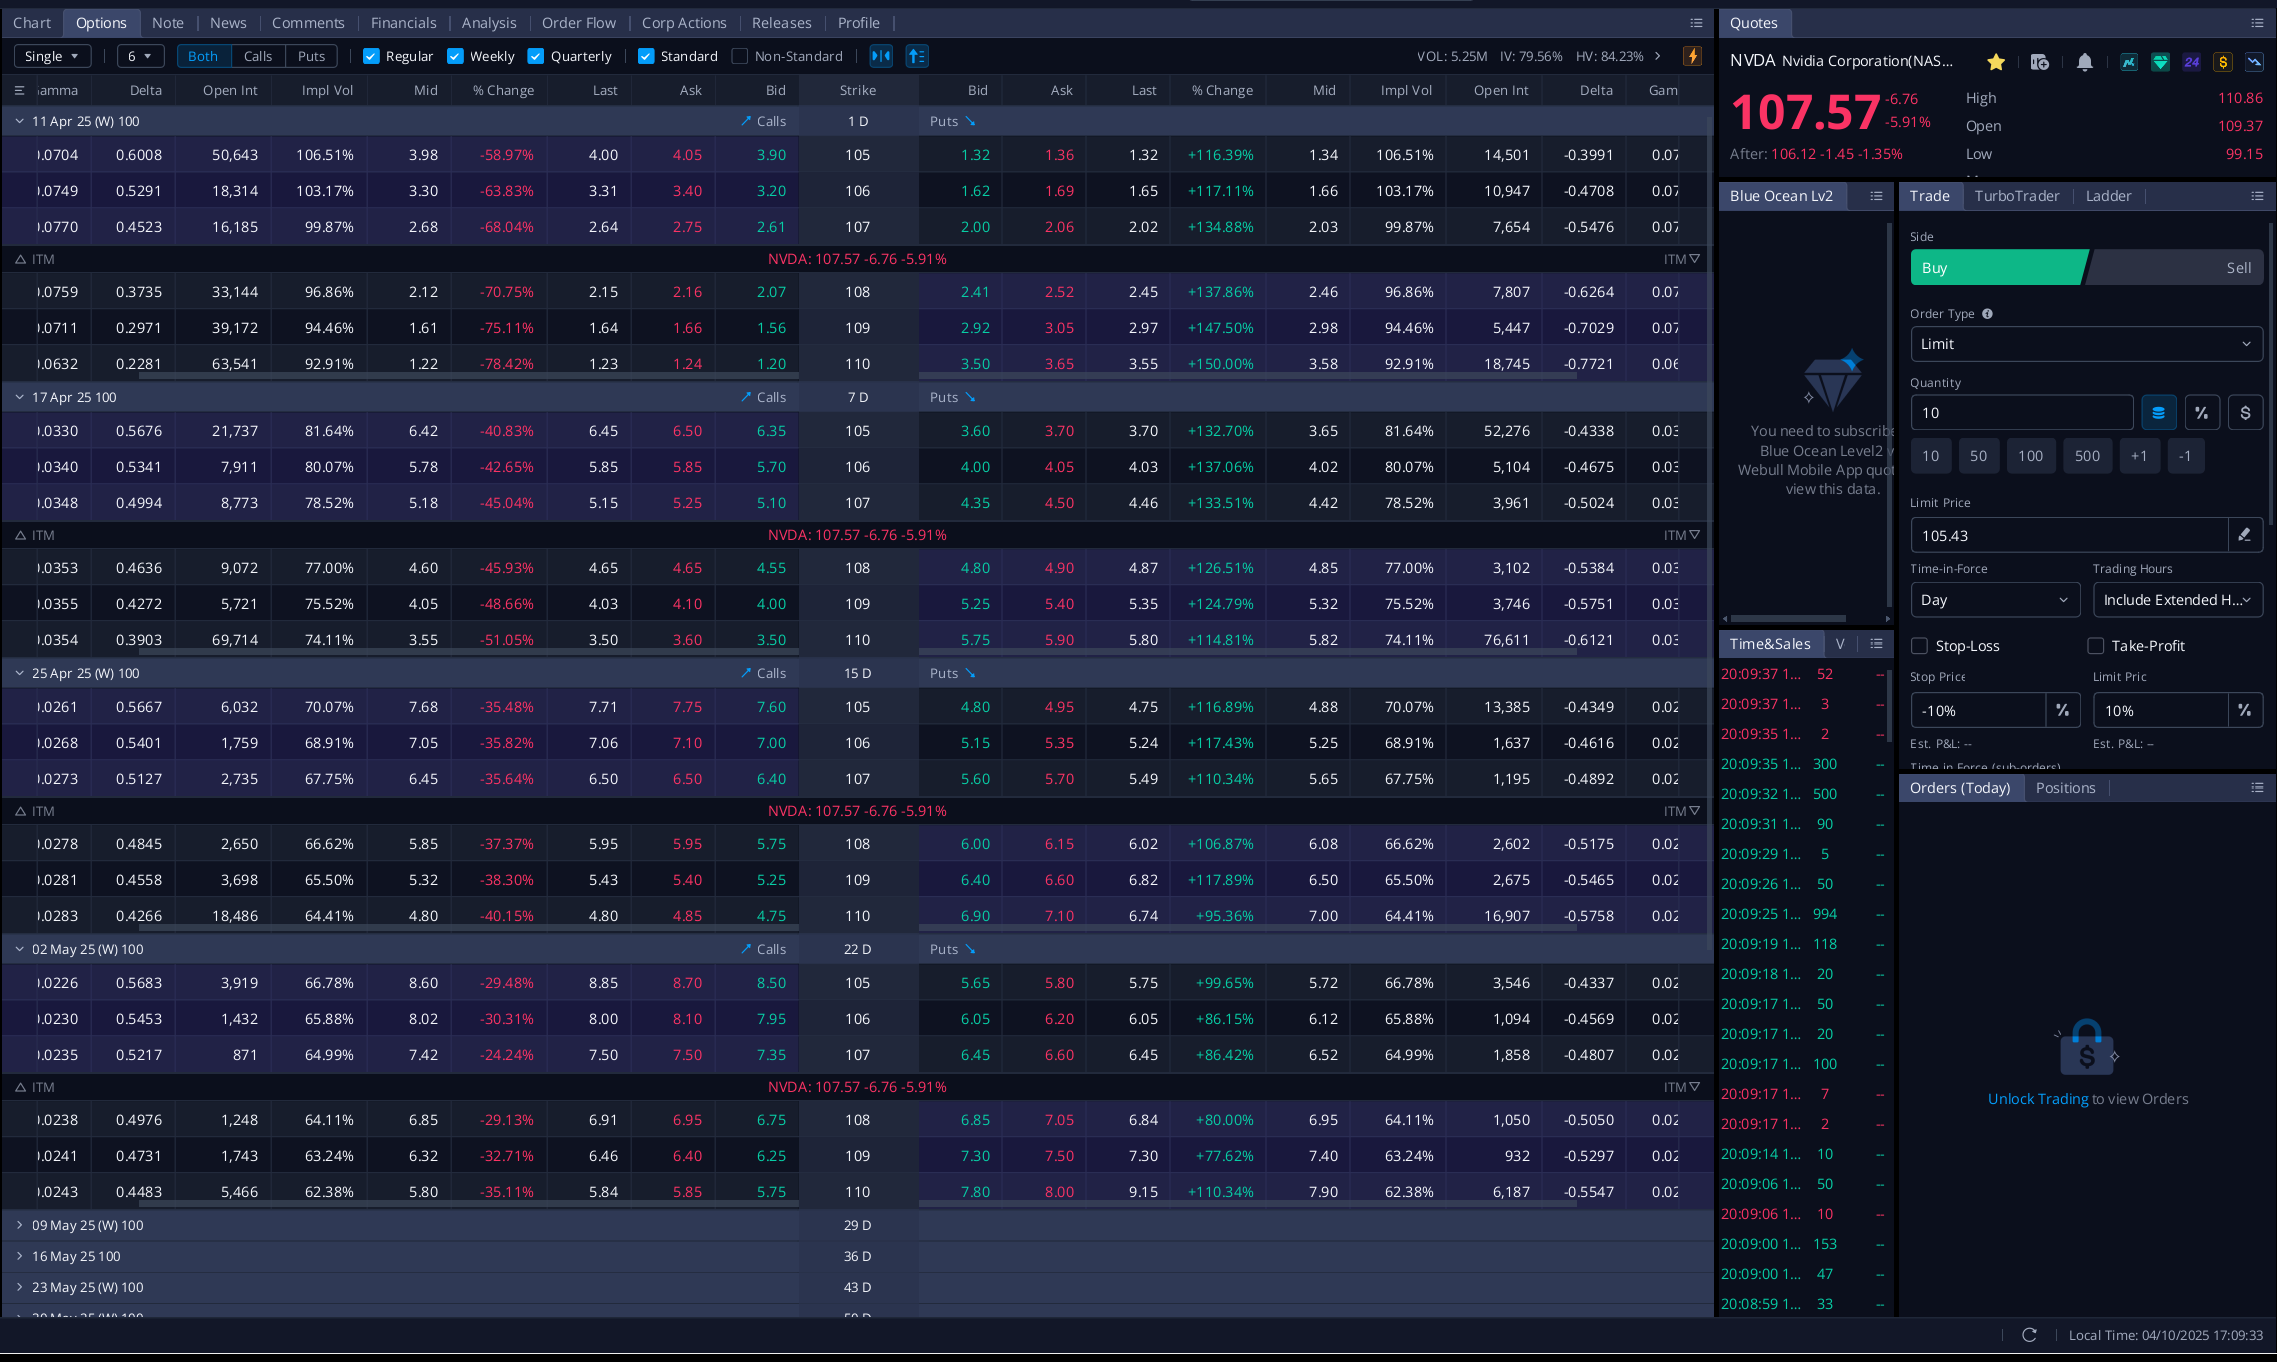 Chart Options Note News Comments Financials Analysis Order Flow Corp Actions Releases Profile
Single 6 Both Calls Puts Regular Weekly Quarterly Standard Non-Standard VOL: 5.25M IV: 79.56% HV: 84.23%
Delta Open Int Impl Vol Mid % Change Last Ask Bid Strike Bid Ask Last % Change Mid Impl Vol Open Int Delta Gam
11 Apr 25 (W) 100 Calls 1 D Puts
0.0704 0.6008 50,643 106.51% 3.98 -58.97% 4.00 4.05 3.90 105 1.32 1.36 1.32 +116.39% 1.34 106.51% 14,501 -0.3991 0.07
0.0749 0.5291 18,314 103.17% 3.30 -63.83% 3.31 3.40 3.20 106 1.62 1.69 1.65 +117.11% 1.66 103.17% 10,947 -0.4708 0.07
0.0770 0.4523 16,185 99.87% 2.68 -68.04% 2.64 2.75 2.61 107 2.00 2.06 2.02 +134.88% 2.03 99.87% 7,654 -0.5476 0.07
ITM NVDA: 107.57 -6.76 -5.91% ITM
0.0759 0.3735 33,144 96.86% 2.12 -70.75% 2.15 2.16 2.07 108 2.41 2.52 2.45 +137.86% 2.46 96.86% 7,807 -0.6264 0.07
0.0711 0.2971 39,172 94.46% 1.61 -75.11% 1.64 1.66 1.56 109 2.92 3.05 2.97 +147.50% 2.98 94.46% 5,447 -0.7029 0.07
0.0632 0.2281 63,541 92.91% 1.22 -78.42% 1.23 1.24 1.20 110 3.50 3.65 3.55 +150.00% 3.58 92.91% 18,745 -0.7721 0.06
17 Apr 25 100 Calls 7 D Puts
0.0330 0.5676 21,737 81.64% 6.42 -40.83% 6.45 6.50 6.35 105 3.60 3.70 3.70 +132.70% 3.65 81.64% 52,276 -0.4338 0.03
0.0340 0.5341 7,911 80.07% 5.78 -42.65% 5.85 5.85 5.70 106 4.00 4.05 4.03 +137.06% 4.02 80.07% 5,104 -0.4675 0.03
0.0348 0.4994 8,773 78.52% 5.18 -45.04% 5.15 5.25 5.10 107 4.35 4.50 4.46 +133.51% 4.42 78.52% 3,961 -0.5024 0.03
ITM NVDA: 107.57 -6.76 -5.91% ITM
0.0353 0.4636 9,072 77.00% 4.60 -45.93% 4.65 4.65 4.55 108 4.80 4.90 4.87 +126.51% 4.85 77.00% 3,102 -0.5384 0.03
0.0355 0.4272 5,721 75.52% 4.05 -48.66% 4.03 4.10 4.00 109 5.25 5.40 5.35 +124.79% 5.32 75.52% 3,746 -0.5751 0.03
0.0354 0.3903 69,714 74.11% 3.55 -51.05% 3.50 3.60 3.50 110 5.75 5.90 5.80 +114.81% 5.82 74.11% 76,611 -0.6121 0.03
25 Apr 25 (W) 100 Calls 15 D Puts
0.0261 0.5667 6,032 70.07% 7.68 -35.48% 7.71 7.75 7.60 105 4.80 4.95 4.75 +116.89% 4.88 70.07% 13,385 -0.4349 0.02
0.0268 0.5401 1,759 68.91% 7.05 -35.82% 7.06 7.10 7.00 106 5.15 5.35 5.24 +117.43% 5.25 68.91% 1,637 -0.4616 0.02
0.0273 0.5127 2,735 67.75% 6.45 -35.64% 6.50 6.50 6.40 107 5.60 5.70 5.49 +110.34% 5.65 67.75% 1,195 -0.4892 0.02
ITM NVDA: 107.57 -6.76 -5.91% ITM
0.0278 0.4845 2,650 66.62% 5.85 -37.37% 5.95 5.95 5.75 108 6.00 6.15 6.02 +106.87% 6.08 66.62% 2,602 -0.5175 0.02
0.0281 0.4558 3,698 65.50% 5.32 -38.30% 5.43 5.40 5.25 109 6.40 6.60 6.82 +117.89% 6.50 65.50% 2,675 -0.5465 0.02
0.0283 0.4266 18,486 64.41% 4.80 -40.15% 4.80 4.85 4.75 110 6.90 7.10 6.74 +95.36% 7.00 64.41% 16,907 -0.5758 0.02
02 May 25 (W) 100 Calls 22 D Puts
0.0226 0.5683 3,919 66.78% 8.60 -29.48% 8.85 8.70 8.50 105 5.65 5.80 5.75 +99.65% 5.72 66.78% 3,546 -0.4337 0.02
0.0230 0.5453 1,432 65.88% 8.02 -30.31% 8.00 8.10 7.95 106 6.05 6.20 6.05 +86.15% 6.12 65.88% 1,094 -0.4569 0.02
0.0235 0.5217 871 64.99% 7.42 -24.24% 7.50 7.50 7.35 107 6.45 6.60 6.45 +86.42% 6.52 64.99% 1,858 -0.4807 0.02
ITM NVDA: 107.57 -6.76 -5.91% ITM
0.0238 0.4976 1,248 64.11% 6.85 -29.13% 6.91 6.95 6.75 108 6.85 7.05 6.84 +80.00% 6.95 64.11% 1,050 -0.5050 0.02
0.0241 0.4731 1,743 63.24% 6.32 -32.71% 6.46 6.40 6.25 109 7.30 7.50 7.30 +77.62% 7.40 63.24% 932 -0.5297 0.02
0.0243 0.4483 5,466 62.38% 5.80 -35.11% 5.84 5.85 5.75 110 7.80 8.00 9.15 +110.34% 7.90 62.38% 6,187 -0.5547 0.02
09 May 25 (W) 100 29 D
16 May 25 100 36 D
23 May 25 (W) 100 43 D
Quotes
NVDA Nvidia Corporation(NAS... 24 $
107.57 -6.76 -5.91%
High 110.86
Open 109.37
After: 106.12 -1.45 -1.35% Low 99.15
Blue Ocean Lv2
You need to subscribe
Blue Ocean Level2
Webull Mobile App quot
view this data.
Time&Sales V
20:09:37 1... 52 --
20:09:37 1... 3 --
20:09:35 1... 2 --
20:09:35 1... 300 --
20:09:32 1... 500 --
20:09:31 1... 90 --
20:09:29 1... 5 --
20:09:26 1... 50 --
20:09:25 1... 994 --
20:09:19 1... 118 --
20:09:18 1... 20 --
20:09:17 1... 50 --
20:09:17 1... 20 --
20:09:17 1... 100 --
20:09:17 1... 7 --
20:09:17 1... 2 --
20:09:14 1... 10 --
20:09:06 1... 50 --
20:09:06 1... 10 --
20:09:00 1... 153 --
20:09:00 1... 47 --
20:08:59 1... 33 --
Trade TurboTrader Ladder
Side
Buy Sell
Order Type
Limit
Quantity
10 % $
10 50 100 500 +1 -1
Limit Price
105.43
Time-in-Force Trading Hours
Day Include Extended H...
Stop-Loss Take-Profit
Stop Price Limit Pric
-10% % 10% %
Est. P&L: -- Est. P&L: --
Time in Force (sub-orders)
Orders (Today) Positions
$
Unlock Trading to view Orders
Local Time: 04/10/2025 17:09:33